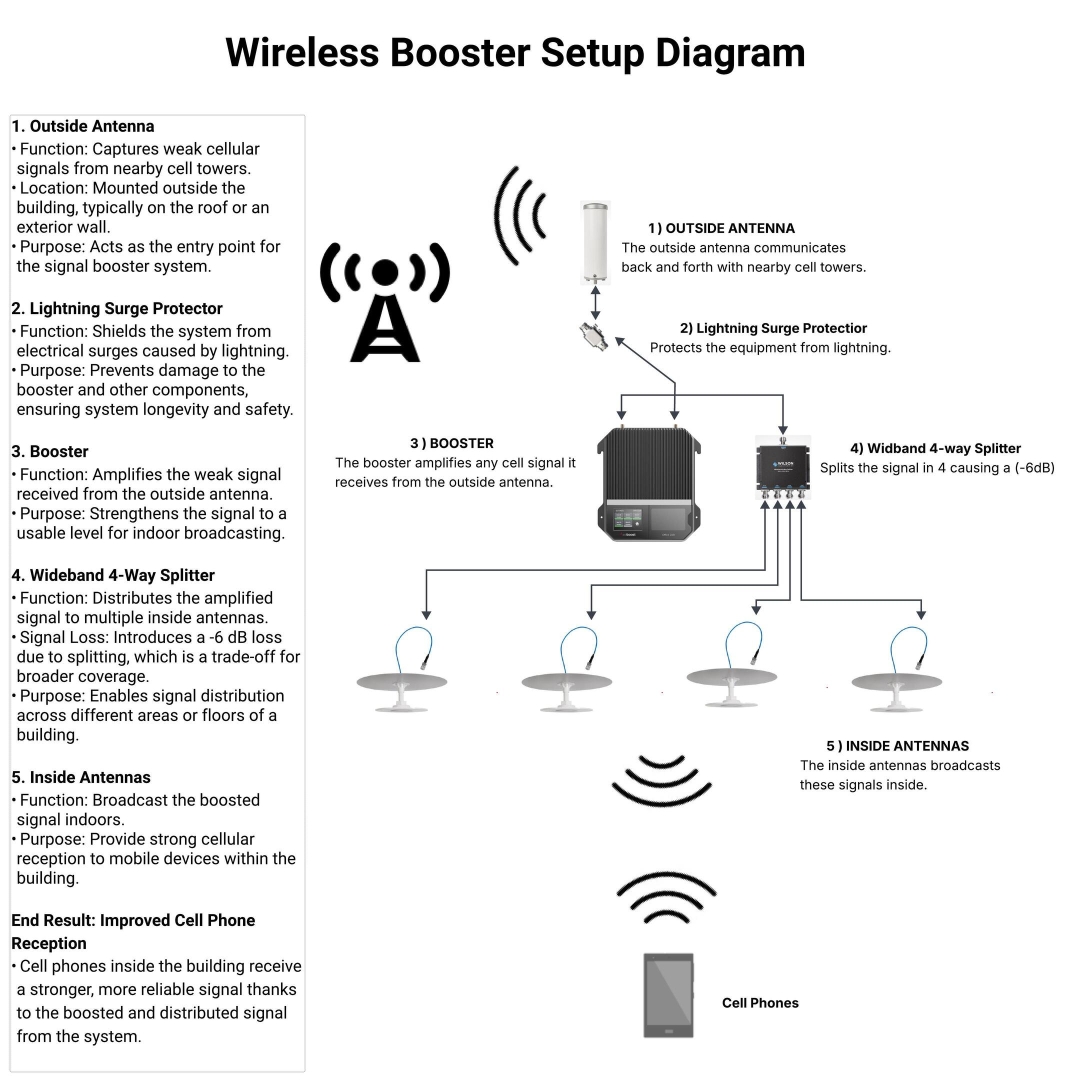 Wireless Booster Setup Diagram
1. Outside Antenna
• Function: Captures weak cellular
signals from nearby cell towers.
• Location: Mounted outside the
building, typically on the roof or an
exterior wall.
• Purpose: Acts as the entry point for
the signal booster system.
2. Lightning Surge Protector
• Function: Shields the system from
electrical surges caused by lightning.
• Purpose: Prevents damage to the
booster and other components,
ensuring system longevity and safety.
3. Booster
• Function: Amplifies the weak signal
received from the outside antenna.
• Purpose: Strengthens the signal to a
usable level for indoor broadcasting.
4. Wideband 4-Way Splitter
• Function: Distributes the amplified
signal to multiple inside antennas.
• Signal Loss: Introduces a -6 dB loss
due to splitting, which is a trade-off for
broader coverage.
• Purpose: Enables signal distribution
across different areas or floors of a
building.
5. Inside Antennas
• Function: Broadcast the boosted
signal indoors.
• Purpose: Provide strong cellular
reception to mobile devices within the
building.
End Result: Improved Cell Phone
Reception
• Cell phones inside the building receive
a stronger, more reliable signal thanks
to the boosted and distributed signal
from the system.
1 ) OUTSIDE ANTENNA
The outside antenna communicates
back and forth with nearby cell towers.
2) Lightning Surge Protectior
Protects the equipment from lightning.
3 ) BOOSTER
The booster amplifies any cell signal it
receives from the outside antenna.
WILSON
4) Widband 4-way Splitter
Splits the signal in 4 causing a (-6dB)
5 ) INSIDE ANTENNAS
The inside antennas broadcasts
these signals inside.
Cell Phones